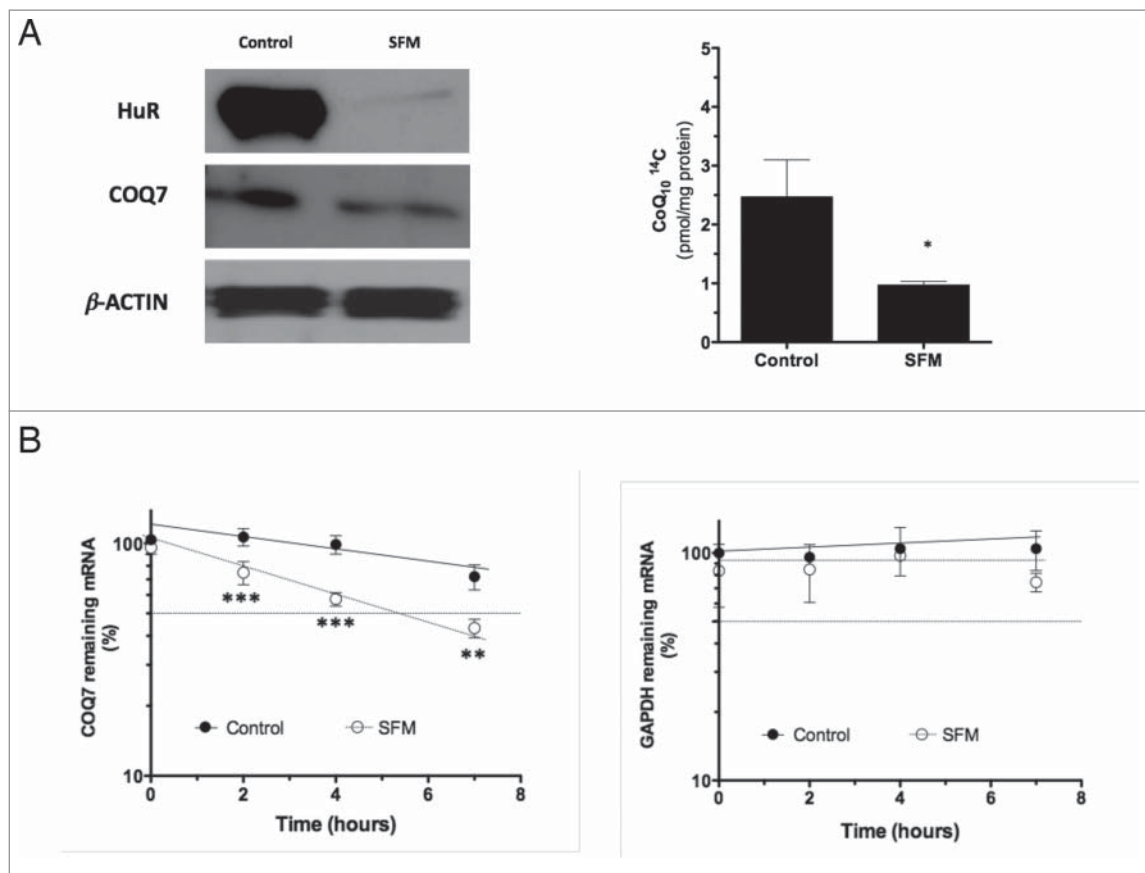 A
Control SFM
HuR
COQ7
β-ACTIN
CoQ10 14C
(pmol/mg protein)
5
4
3
2
1
0
*
Control SFM
B
COQ7 remaining mRNA
(%)
100
10
***
***
**
Control SFM
0 2 4 6 8
Time (hours)
GAPDH remaining mRNA
(%)
100
10
Control SFM
0 2 4 6 8
Time (hours)